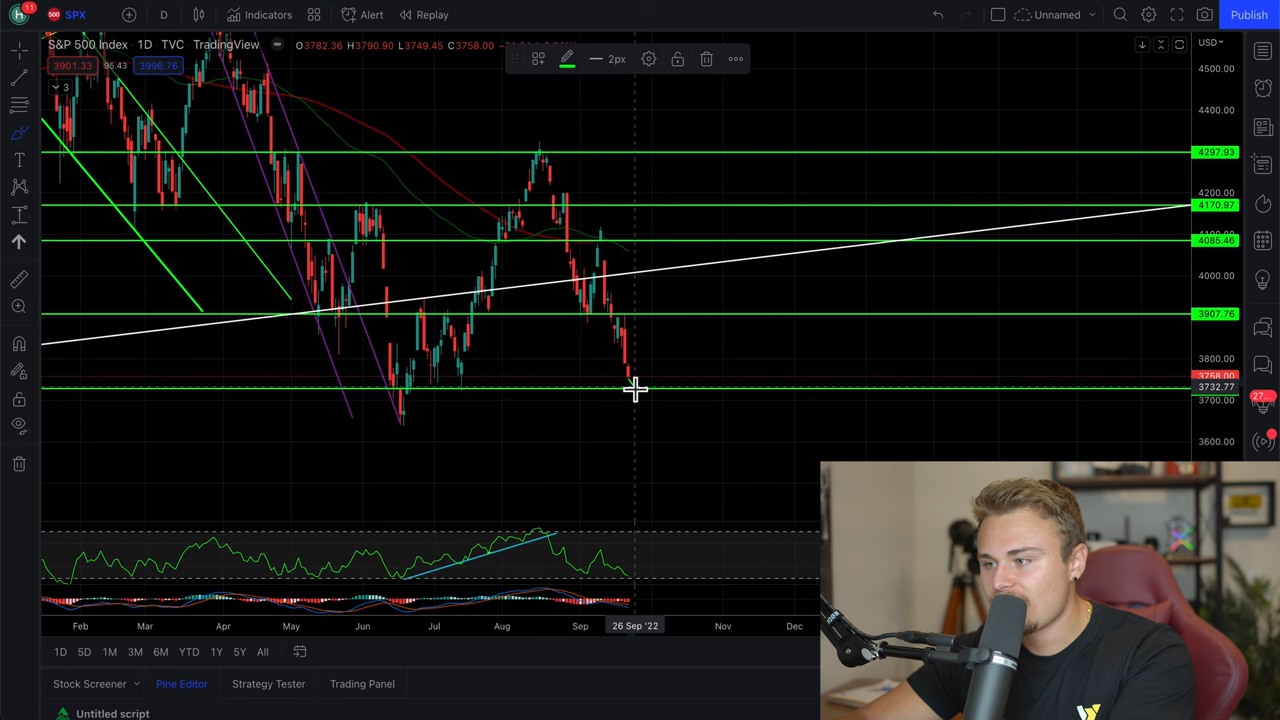 H 11 500 SPX D Indicators Alert Replay Unnamed Publish
S&P 500 Index 1D TVC TradingView O3782.36 H3790.90 L3749.45 C3758.00
3901.33 95.43 3996.76
3
2px
USD
4500.00
4400.00
4297.93
4200.00
4170.97
4085.46
4000.00
3907.76
3800.00
3758.00
3732.77
3700.00
3600.00
27...
Feb Mar Apr May Jun Jul Aug Sep 26 Sep '22 Nov Dec
1D 5D 1M 3M 6M YTD 1Y 5Y All
Stock Screener Pine Editor Strategy Tester Trading Panel
Untitled script